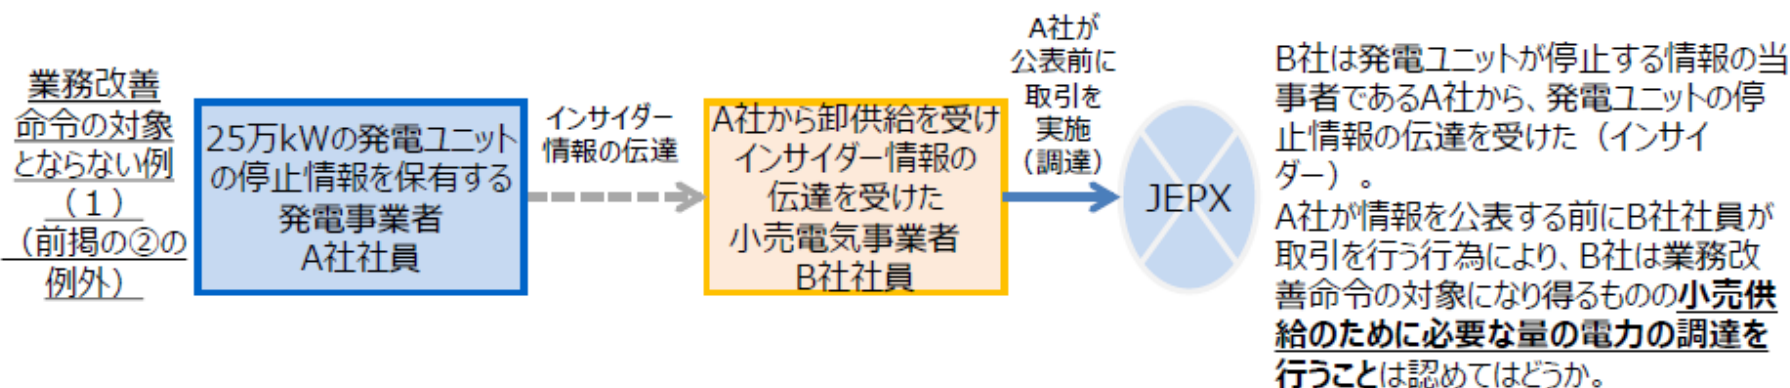 業務改善
命令の対象
とならない例
（１）
（前掲の②の
例外）
25万kWの発電ユニット
の停止情報を保有する
発電事業者
A社社員
インサイダー
情報の伝達
A社から卸供給を受け
インサイダー情報の
伝達を受けた
小売電気事業者
B社社員
A社が
公表前に
取引を
実施
（調達）
JEPX
B社は発電ユニットが停止する情報の当
事者であるA社から、発電ユニットの停
止情報の伝達を受けた（インサイ
ダー）。
A社が情報を公表する前にB社社員が
取引を行う行為により、B社は業務改
善命令の対象になり得るものの小売供
給のために必要な量の電力の調達を
行うことは認めてはどうか。